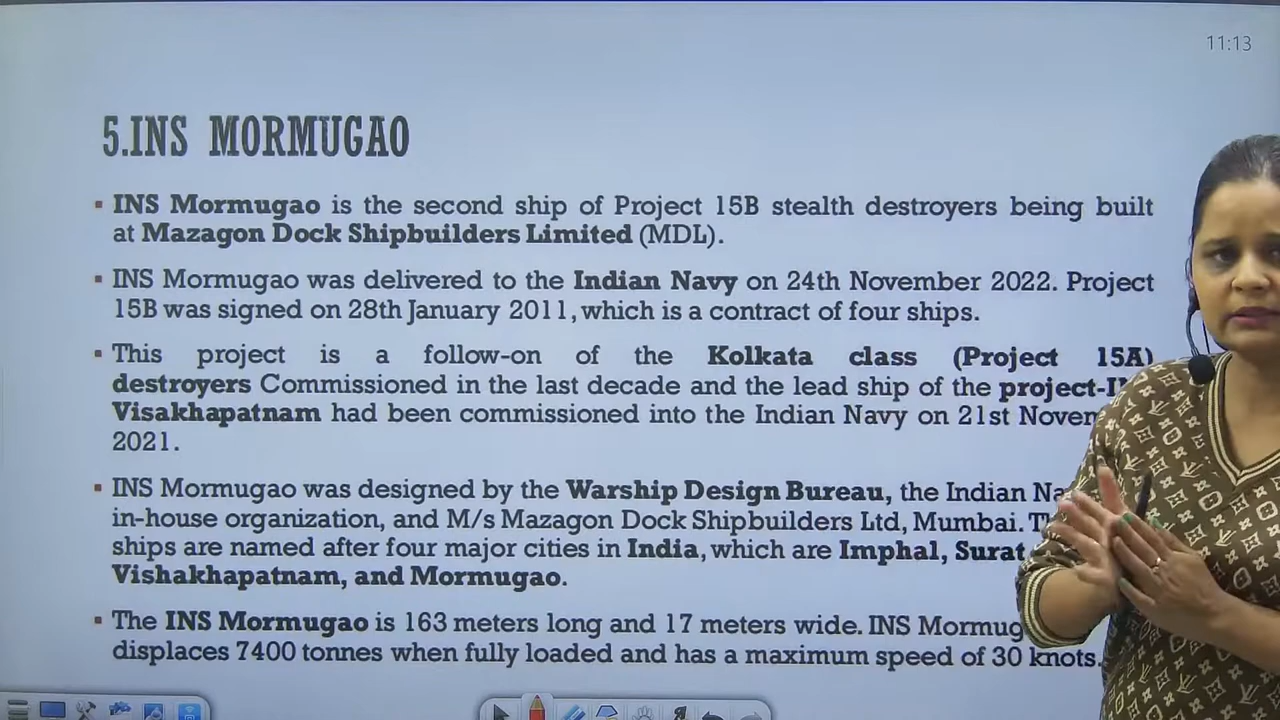 11:13
5.INS MORMUGAO
▪ INS Mormugao is the second ship of Project 15B stealth destroyers being built
at Mazagon Dock Shipbuilders Limited (MDL).
▪ INS Mormugao was delivered to the Indian Navy on 24th November 2022. Project
15B was signed on 28th January 2011, which is a contract of four ships.
▪ This project is a follow-on of the Kolkata class (Project 15A)
destroyers Commissioned in the last decade and the lead ship of the
Visakhapatnam had been commissioned into the Indian Navy on 21st
2021.
▪ INS Mormugao was designed by the Warship Design Bureau, the Indian
in-house organization, and M/s Mazagon Dock Shipbuilders Ltd, Mumbai.
ships are named after four major cities in India, which are Imphal, Surat
Vishakhapatnam, and Mormugao.
▪ The INS Mormugao is 163 meters long and 17 meters wide. INS
displaces 7400 tonnes when fully loaded and has a maximum speed of 30 knots.